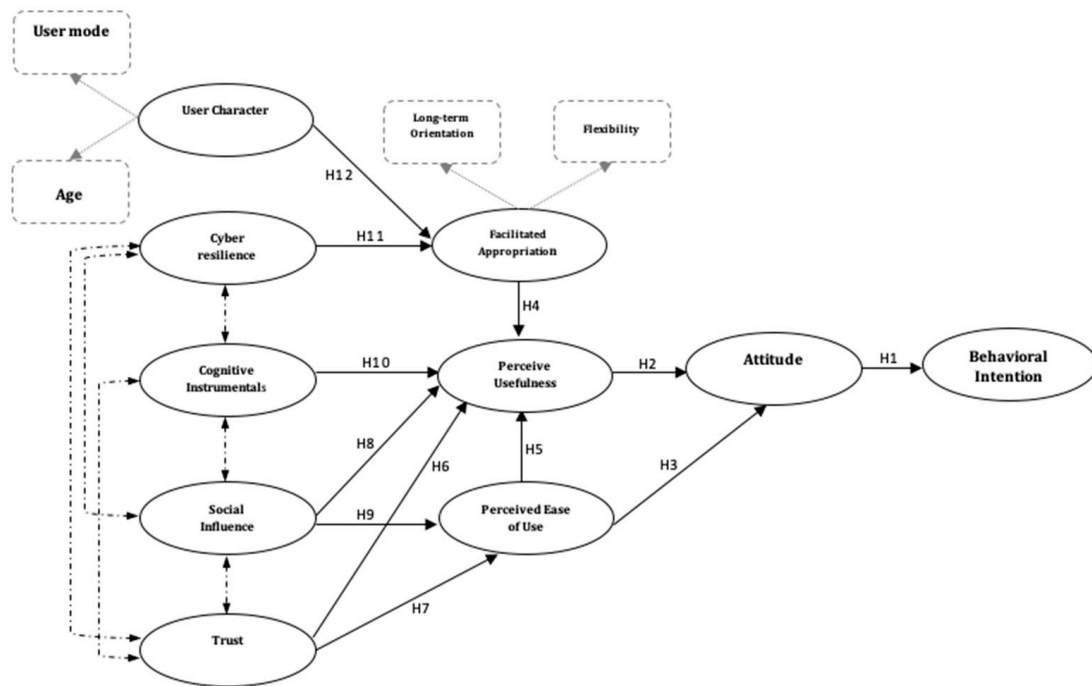 User mode
User Character
Long-term
Orientation
Flexibility
Age
H12
Cyber
resilience
H11
Facilitated
Appropriation
H4
Cognitive
Instrumentals
H10
Perceive
Usefulness
H2
Attitude
H1
Behavioral
Intention
H8
H6
H5
H3
Social
Influence
H9
Perceived Ease
of Use
H7
Trust